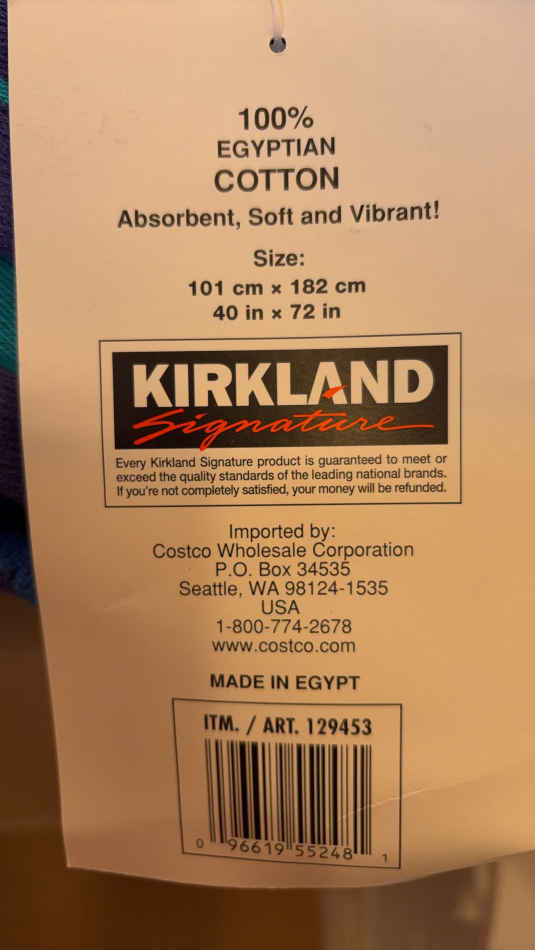 100%
EGYPTIAN
COTTON
Absorbent, Soft and Vibrant!
Size:
101 cm × 182 cm
40 in × 72 in
KIRKLAND
Signature
Every Kirkland Signature product is guaranteed to meet or
exceed the quality standards of the leading national brands.
If you're not completely satisfied, your money will be refunded.
Imported by:
Costco Wholesale Corporation
P.O. Box 34535
Seattle, WA 98124-1535
USA
1-800-774-2678
www.costco.com
MADE IN EGYPT
ITM. / ART. 129453
0 96619 55248 1